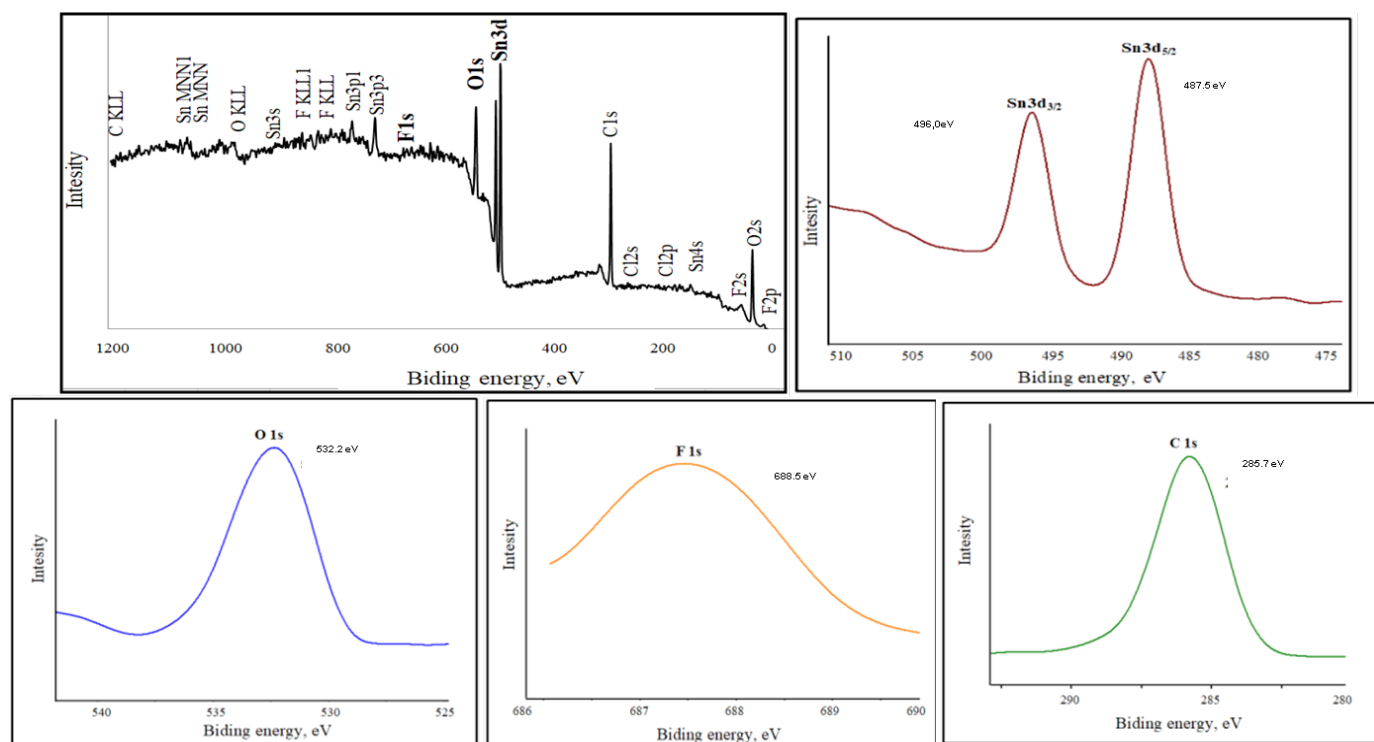 Intesity
C KLL
Sn MNN1
Sn MNN
O KLL
Sn3s
F KLL1
F KLL
Sn3p1
Sn3p3
F1s
O1s
Sn3d
C1s
Cl2s
Cl2p
Sn4s
F2s
O2s
F2p
1200 1000 800 600 400 200 0
Biding energy, eV
Intesity
Sn3d5/2
487.5 eV
Sn3d3/2
496,0eV
510 505 500 495 490 485 480 475
Biding energy, eV
Intesity
O 1s
532.2 eV
540 535 530 525
Biding energy, eV
Intesity
F 1s
688.5 eV
686 687 688 689 690
Biding energy, eV
Intesity
C 1s
285.7 eV
290 285 280
Biding energy, eV